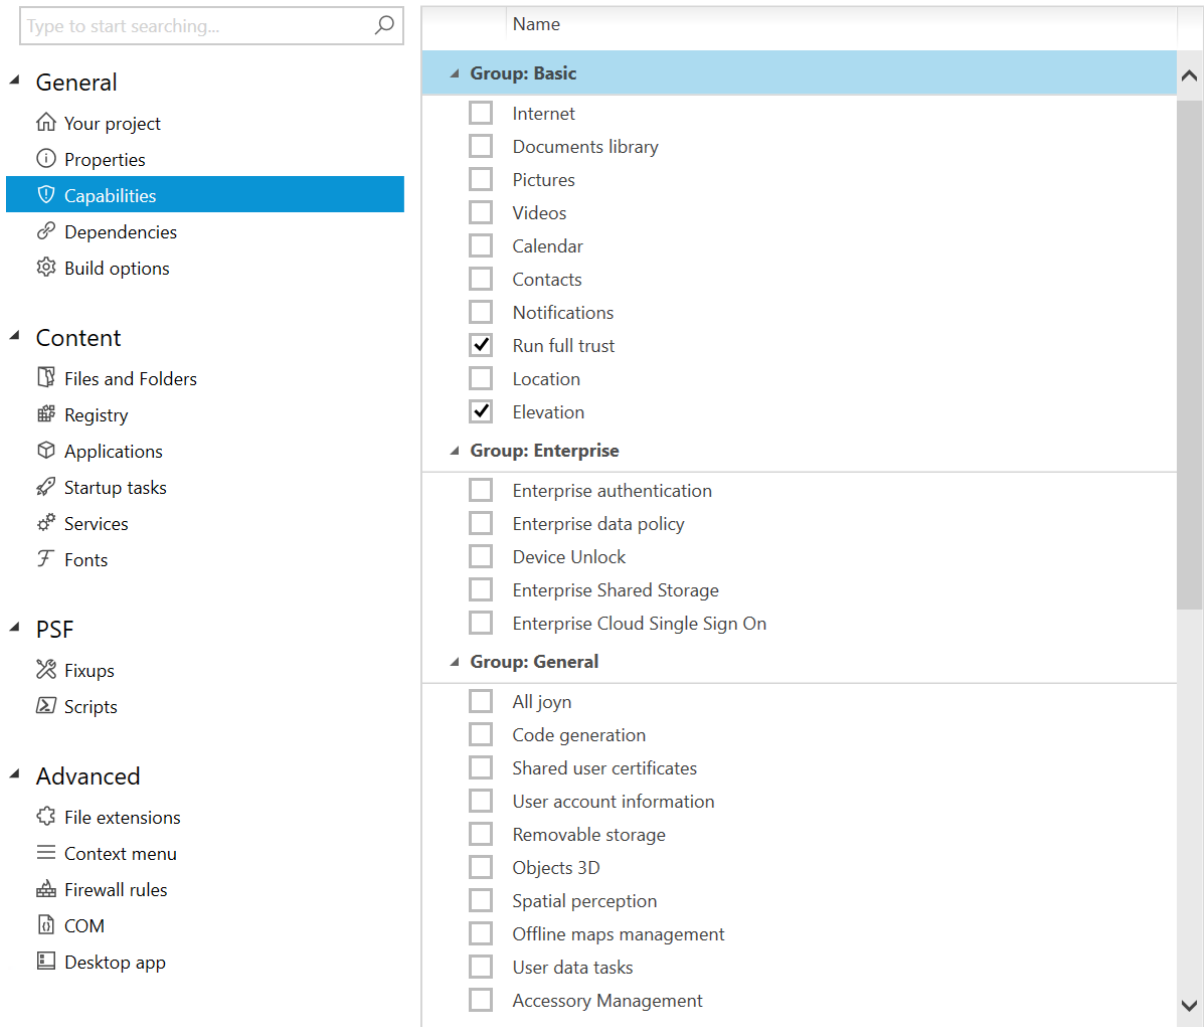 Type to start searching...
General
Your project
Properties
Capabilities
Dependencies
Build options
Content
Files and Folders
Registry
Applications
Startup tasks
Services
Fonts
PSF
Fixups
Scripts
Advanced
File extensions
Context menu
Firewall rules
COM
Desktop app
Name
Group: Basic
Internet
Documents library
Pictures
Videos
Calendar
Contacts
Notifications
Run full trust
Location
Elevation
Group: Enterprise
Enterprise authentication
Enterprise data policy
Device Unlock
Enterprise Shared Storage
Enterprise Cloud Single Sign On
Group: General
All joyn
Code generation
Shared user certificates
User account information
Removable storage
Objects 3D
Spatial perception
Offline maps management
User data tasks
Accessory Management